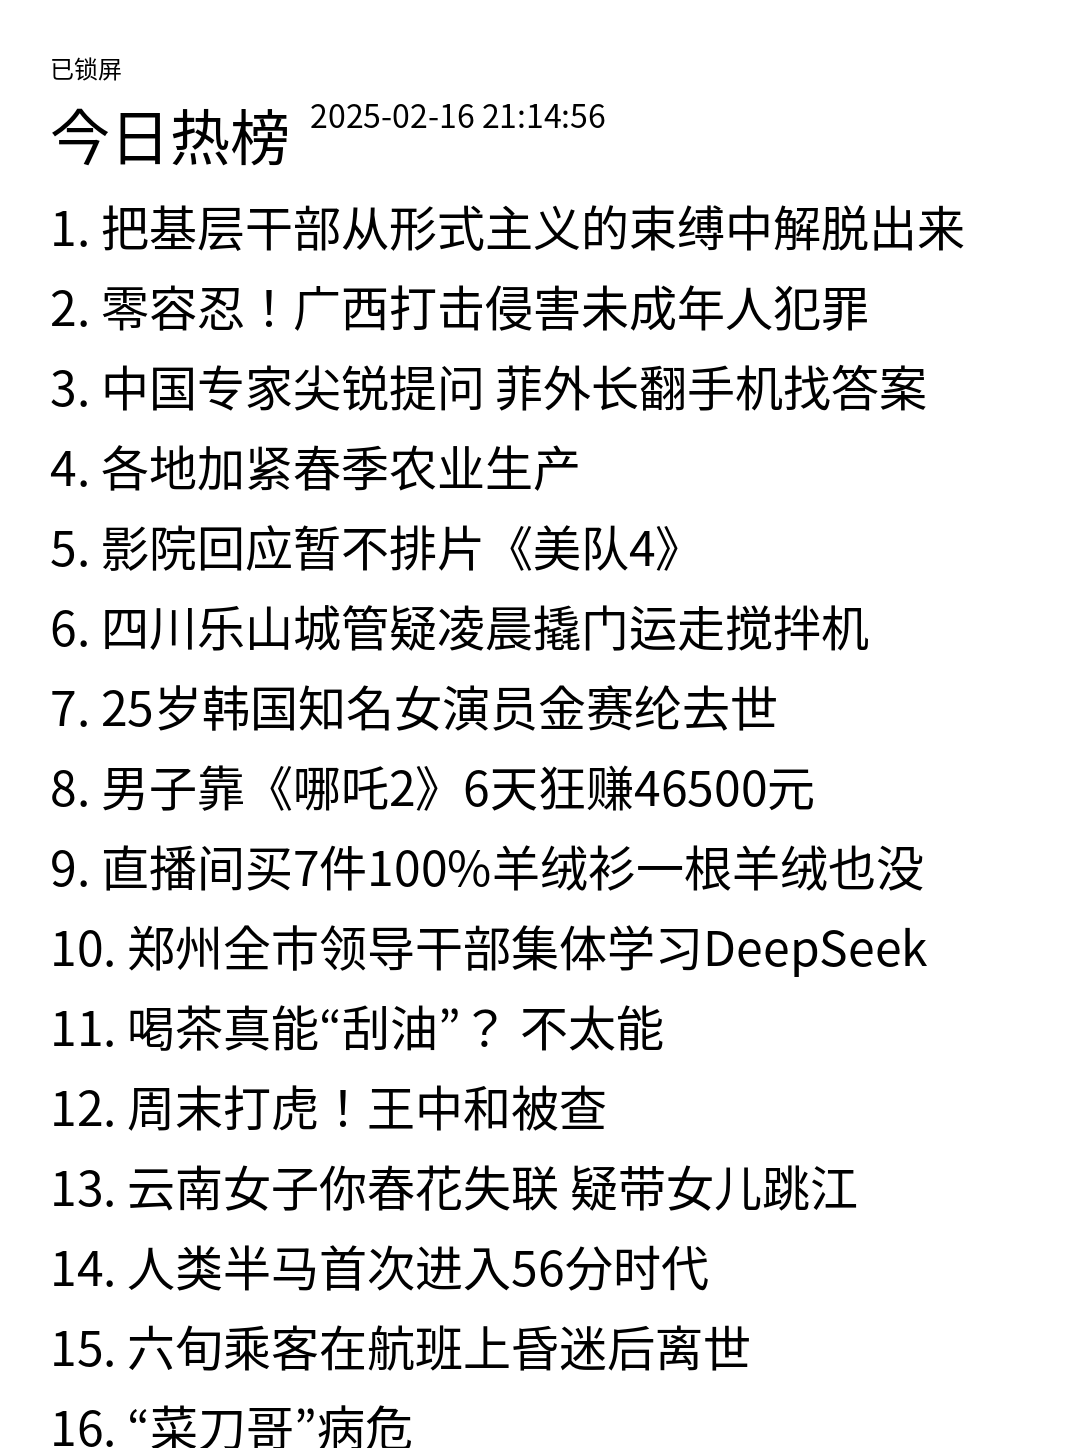 已锁屏
今日热榜 2025-02-16 21:14:56
1. 把基层干部从形式主义的束缚中解脱出来
2. 零容忍！广西打击侵害未成年人犯罪
3. 中国专家尖锐提问 菲外长翻手机找答案
4. 各地加紧春季农业生产
5. 影院回应暂不排片《美队4》
6. 四川乐山城管疑凌晨撬门运走搅拌机
7. 25岁韩国知名女演员金赛纶去世
8. 男子靠《哪吒2》6天狂赚46500元
9. 直播间买7件100%羊绒衫一根羊绒也没
10. 郑州全市领导干部集体学习DeepSeek
11. 喝茶真能“刮油”？ 不太能
12. 周末打虎！王中和被查
13. 云南女子你春花失联 疑带女儿跳江
14. 人类半马首次进入56分时代
15. 六旬乘客在航班上昏迷后离世
16. “菜刀哥”病危